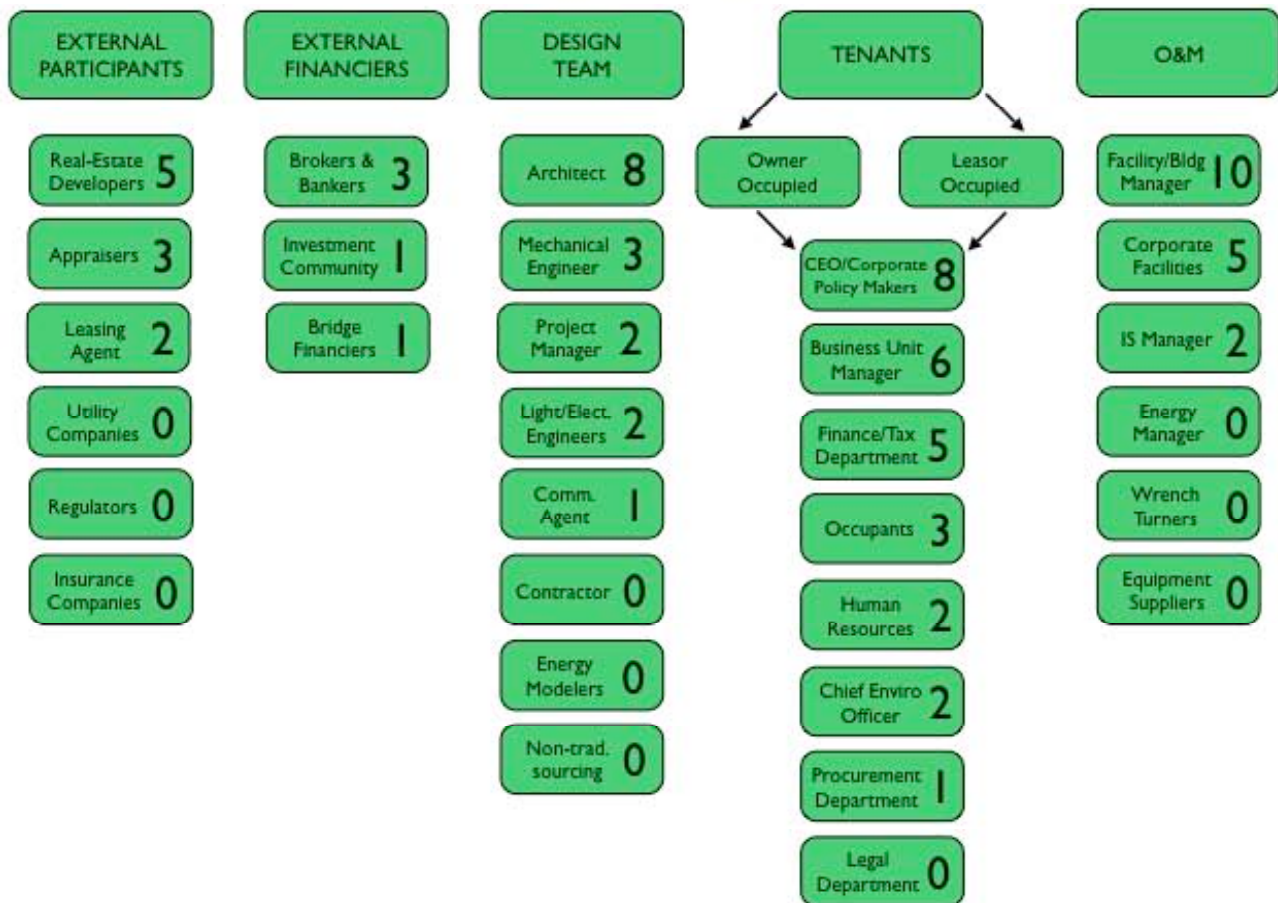 EXTERNAL
PARTICIPANTS
Real-Estate
Developers 5
Appraisers 3
Leasing
Agent 2
Utility
Companies 0
Regulators 0
Insurance
Companies 0
EXTERNAL
FINANCIERS
Brokers &
Bankers 3
Investment
Community 1
Bridge
Financiers 1
DESIGN
TEAM
Architect 8
Mechanical
Engineer 3
Project
Manager 2
Light/Elect.
Engineers 2
Comm.
Agent 1
Contractor 0
Energy
Modelers 0
Non-trad.
sourcing 0
TENANTS
Owner
Occupied
Leasor
Occupied
CEO/Corporate
Policy Makers 8
Business Unit
Manager 6
Finance/Tax
Department 5
Occupants 3
Human
Resources 2
Chief Enviro
Officer 2
Procurement
Department 1
Legal
Department 0
O&M
Facility/Bldg
Manager 10
Corporate
Facilities 5
IS Manager 2
Energy
Manager 0
Wrench
Turners 0
Equipment
Suppliers 0